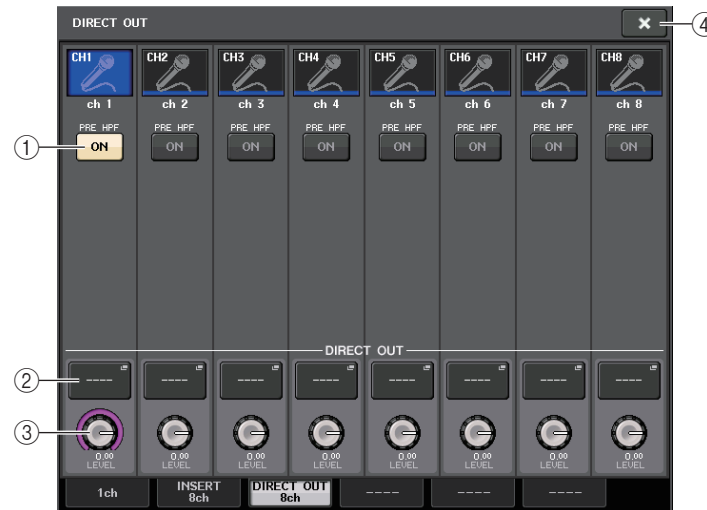 DIRECT OUT
CH1 CH2 CH3 CH4 CH5 CH6 CH7 CH8
ch 1 ch 2 ch 3 ch 4 ch 5 ch 6 ch 7 ch 8
PRE HPF PRE HPF PRE HPF PRE HPF PRE HPF PRE HPF PRE HPF PRE HPF
ON ON ON ON ON ON ON ON
DIRECT OUT
---- ---- ---- ---- ---- ---- ---- ----
0.00 0.00 0.00 0.00 0.00 0.00 0.00 0.00
LEVEL LEVEL LEVEL LEVEL LEVEL LEVEL LEVEL LEVEL
1ch INSERT 8ch DIRECT OUT 8ch ---- ---- ----
①
②
③
④